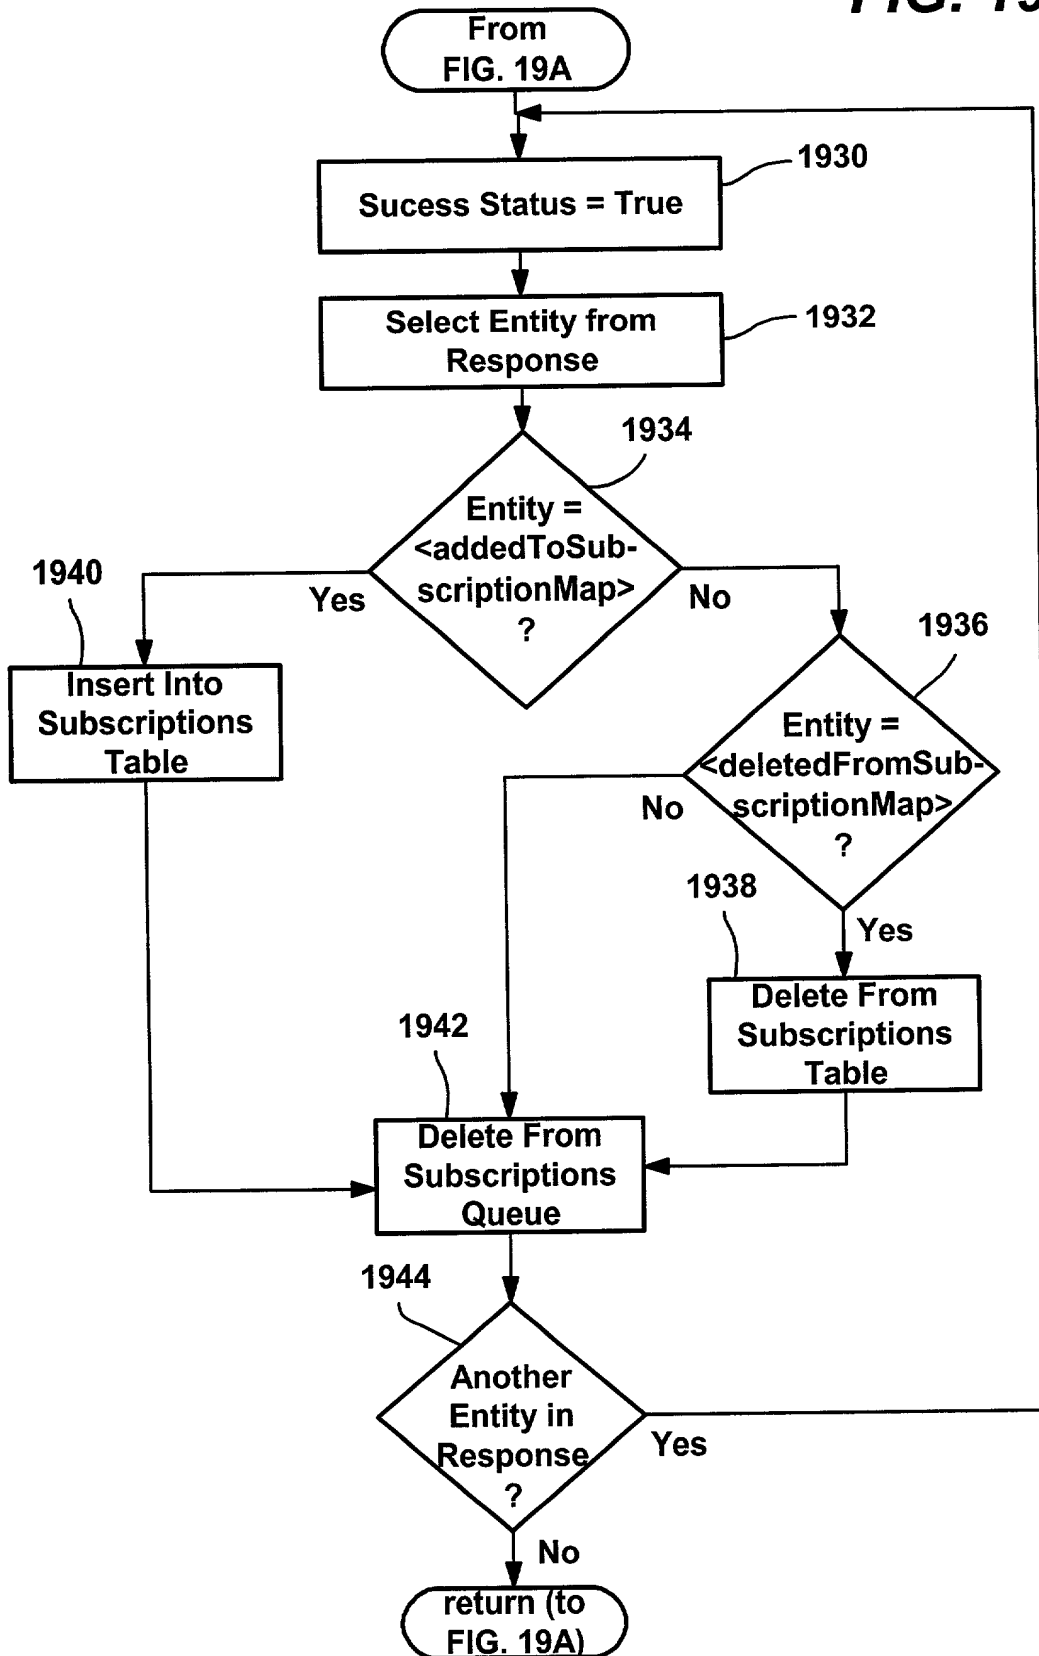 FIG. 19
From
FIG. 19A
1930
Sucess Status = True
1932
Select Entity from
Response
1934
Entity =
<addedToSub-
scriptionMap>
?
Yes
No
1940
Insert Into
Subscriptions
Table
1936
Entity =
<deletedFromSub-
scriptionMap>
?
No
Yes
1938
Delete From
Subscriptions
Table
1942
Delete From
Subscriptions
Queue
1944
Another
Entity in
Response
?
Yes
No
return (to
FIG. 19A)